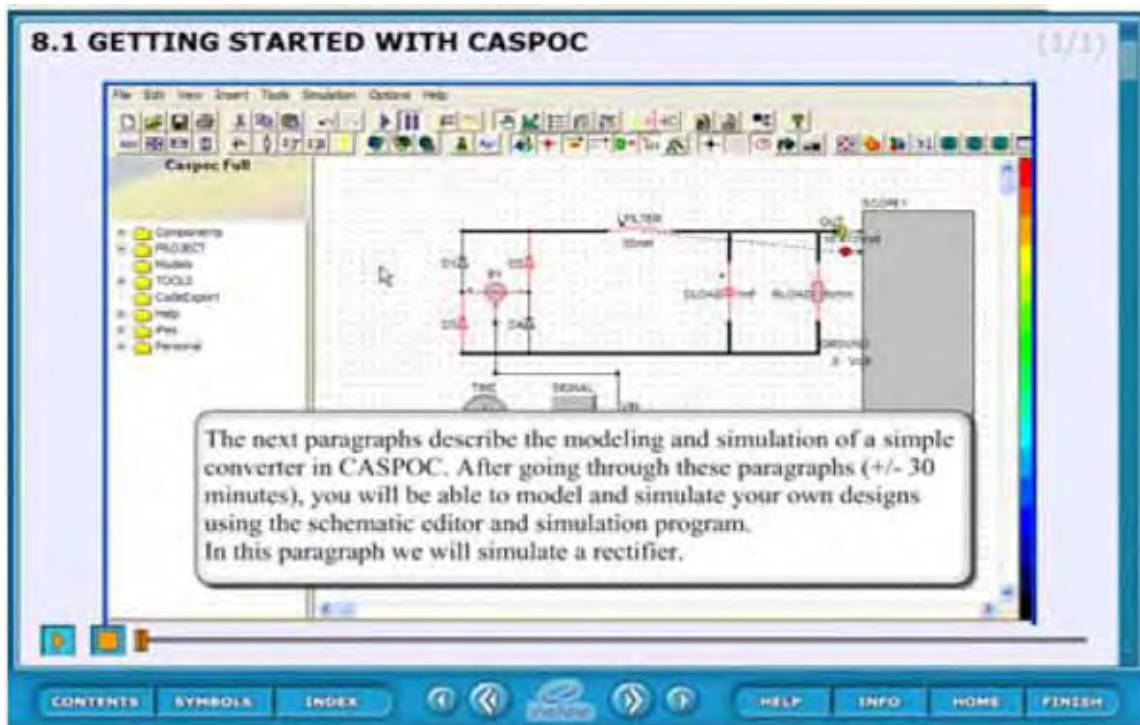 8.1 GETTING STARTED WITH CASPOC
(1/1)
File Edit View Insert Tools Simulation Options Help
Caspoc Full
Components
PROJECT
Models
TOOLS
CodeExport
Help
Personal
SCOPE1
LFILTER
OUT
D1
D3
D4
TIME
SIGNAL
The next paragraphs describe the modeling and simulation of a simple
converter in CASPOC. After going through these paragraphs (+/- 30
minutes), you will be able to model and simulate your own designs
using the schematic editor and simulation program.
In this paragraph we will simulate a rectifier.
CONTENTS
SYMBOLS
INDEX
HELP
INFO
HOME
FINISH